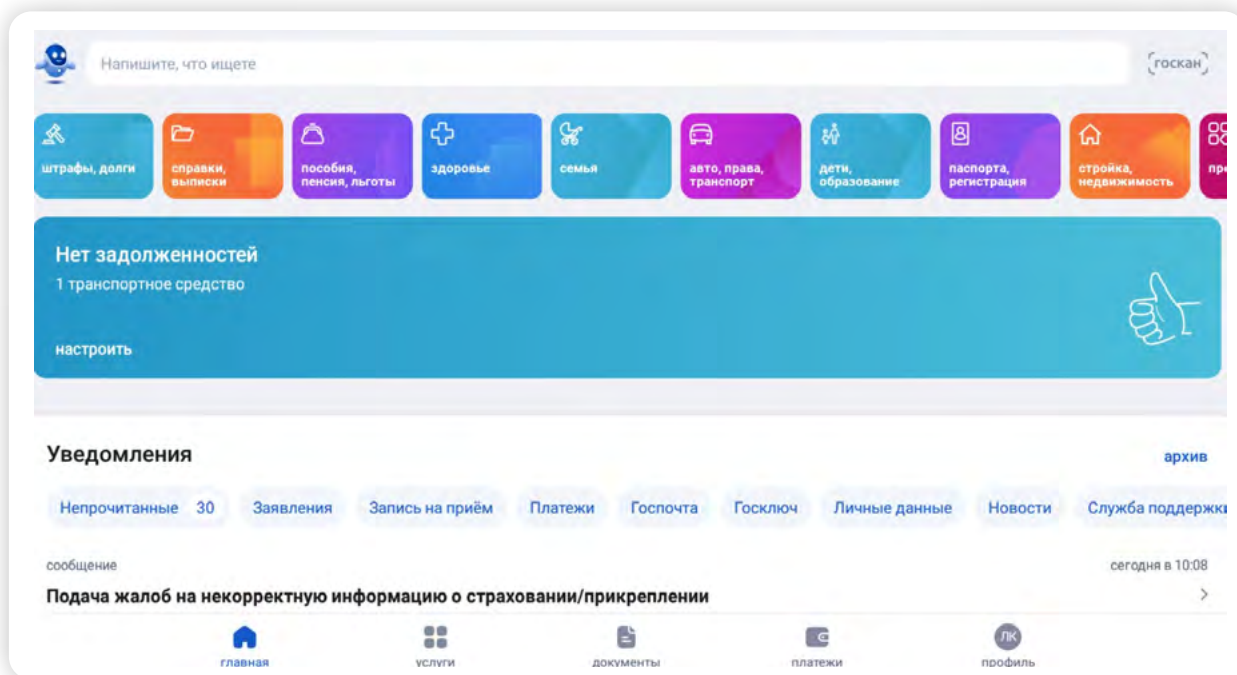 Напишите, что ищете
госкан
штрафы, долги
справки,
выписки
пособия,
пенсия, льготы
здоровье
семья
авто, права,
транспорт
дети,
образование
паспорта,
регистрация
стройка,
недвижимость
Нет задолженностей
1 транспортное средство
настроить
Уведомления
архив
Непрочитанные 30 Заявления Запись на приём Платежи Госпочта Госключ Личные данные Новости Служба поддержки
сообщение
сегодня в 10:08
Подача жалоб на некорректную информацию о страховании/прикреплении
ЛК
главная услуги документы платежи профиль